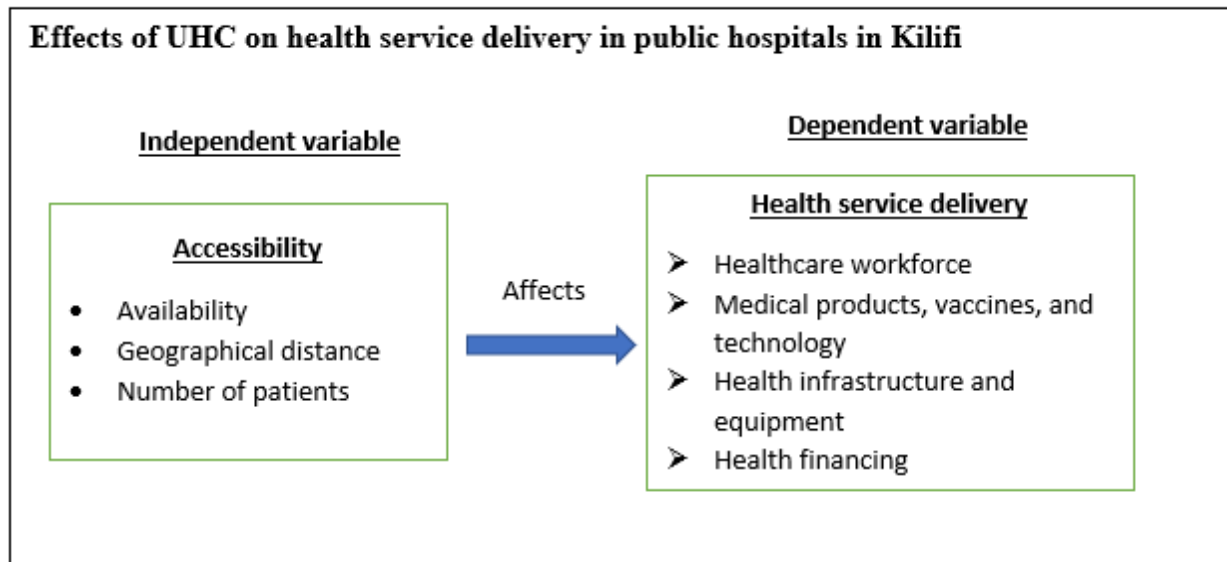 Effects of UHC on health service delivery in public hospitals in Kilifi
Independent variable
Accessibility
• Availability
• Geographical distance
• Number of patients
Affects
Dependent variable
Health service delivery
➢ Healthcare workforce
➢ Medical products, vaccines, and
technology
➢ Health infrastructure and
equipment
➢ Health financing